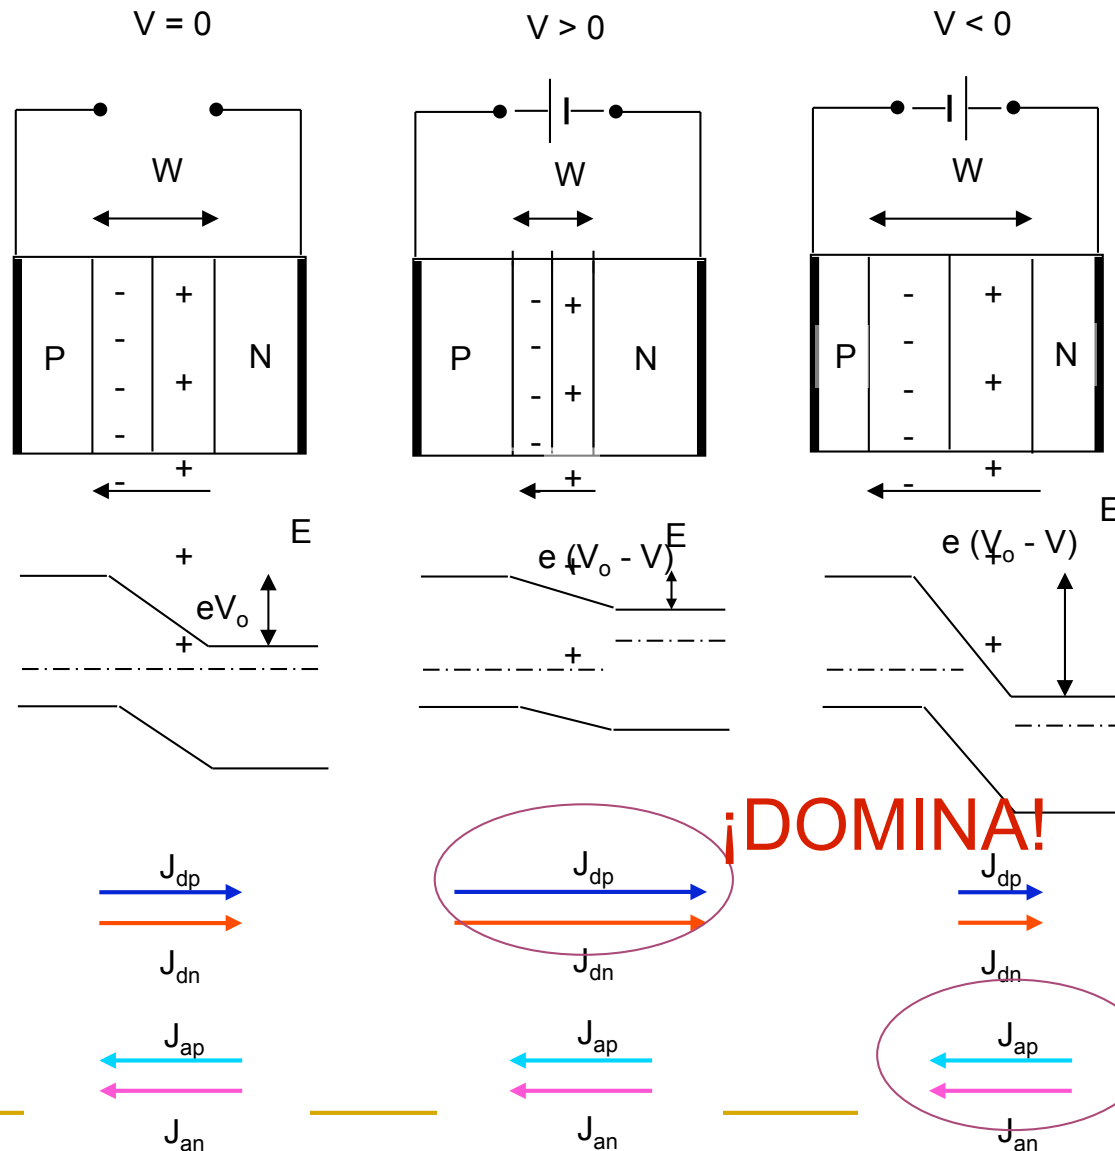 V = 0
V > 0
V < 0
W
W
W
P
N
P
N
P
N
-
-
-
-
-
+
+
+
+
+
-
-
-
-
-
+
+
+
+
+
-
-
-
-
-
+
+
+
+
+
E
E
E
eVo
e (Vo - V)
e (Vo - V)
¡DOMINA!
Jdp
Jdp
Jdp
Jdn
Jdn
Jdn
Jap
Jap
Jap
Jan
Jan
Jan